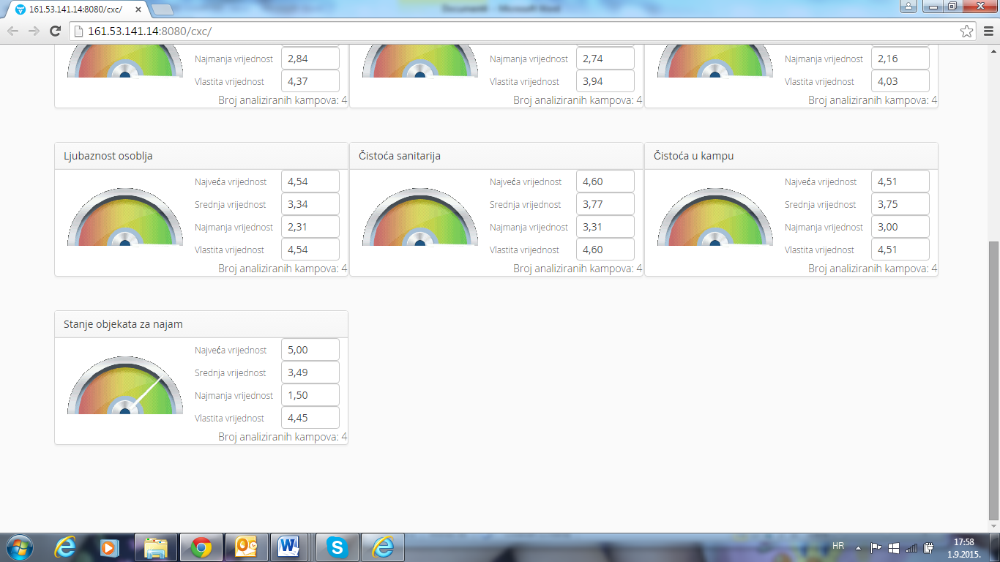 161.53.141.14:8080/cxc/
161.53.141.14:8080/cxc/
Najmanja vrijednost 2,84
Vlastita vrijednost 4,37
Broj analiziranih kampova: 4
Najmanja vrijednost 2,74
Vlastita vrijednost 3,94
Broj analiziranih kampova: 4
Najmanja vrijednost 2,16
Vlastita vrijednost 4,03
Broj analiziranih kampova: 4
Ljubaznost osoblja
Najveća vrijednost 4,54
Srednja vrijednost 3,34
Najmanja vrijednost 2,31
Vlastita vrijednost 4,54
Broj analiziranih kampova: 4
Čistoća sanitarija
Najveća vrijednost 4,60
Srednja vrijednost 3,77
Najmanja vrijednost 3,31
Vlastita vrijednost 4,60
Broj analiziranih kampova: 4
Čistoća u kampu
Najveća vrijednost 4,51
Srednja vrijednost 3,75
Najmanja vrijednost 3,00
Vlastita vrijednost 4,51
Broj analiziranih kampova: 4
Stanje objekata za najam
Najveća vrijednost 5,00
Srednja vrijednost 3,49
Najmanja vrijednost 1,50
Vlastita vrijednost 4,45
Broj analiziranih kampova: 4
HR
17:58
1.9.2015.